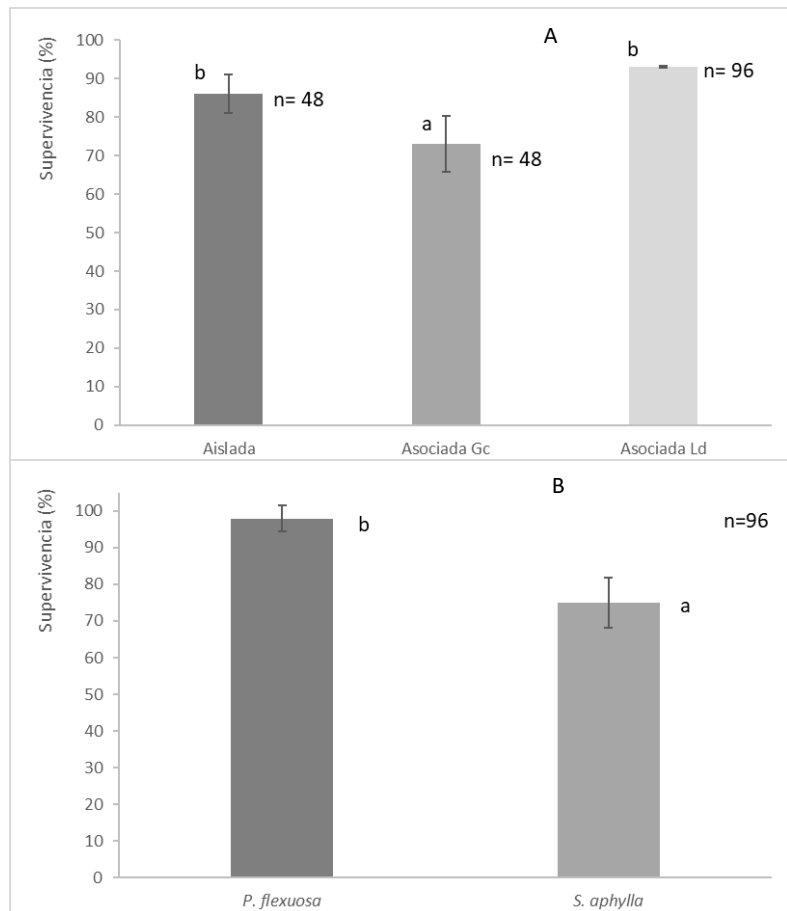 A
Supervivencia (%)
100
90
80
70
60
50
40
30
20
10
0
b
n= 48
a
n= 48
b
n= 96
Aislada
Asociada Gc
Asociada Ld
B
Supervivencia (%)
100
90
80
70
60
50
40
30
20
10
0
b
n=96
a
P. flexuosa
S. aphylla